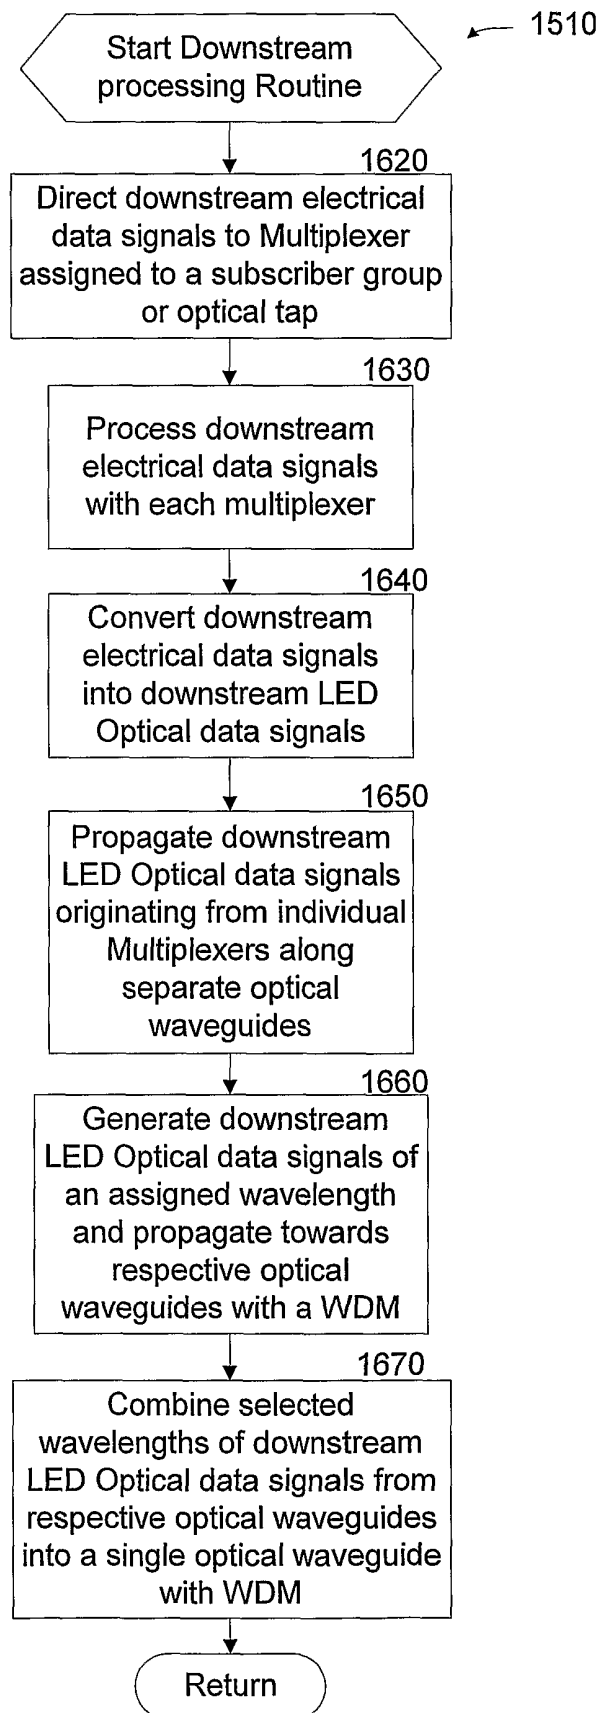 Start Downstream
processing Routine
1510
1620
Direct downstream electrical
data signals to Multiplexer
assigned to a subscriber group
or optical tap
1630
Process downstream
electrical data signals
with each multiplexer
1640
Convert downstream
electrical data signals
into downstream LED
Optical data signals
1650
Propagate downstream
LED Optical data signals
originating from individual
Multiplexers along
separate optical
waveguides
1660
Generate downstream
LED Optical data signals of
an assigned wavelength
and propagate towards
respective optical
waveguides with a WDM
1670
Combine selected
wavelengths of downstream
LED Optical data signals from
respective optical waveguides
into a single optical waveguide
with WDM
Return